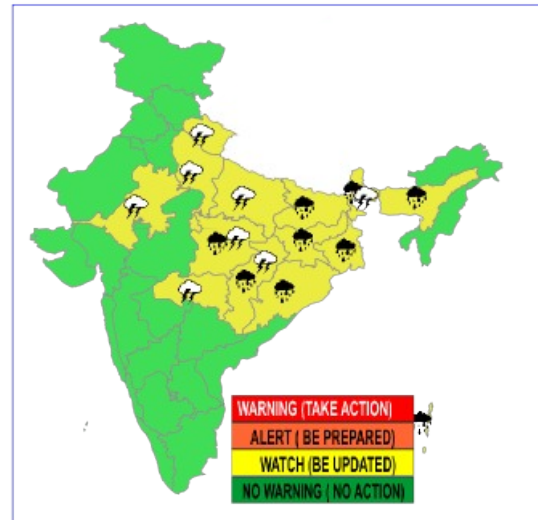 WARNING (TAKE ACTION)
ALERT ( BE PREPARED)
WATCH (BE UPDATED)
NO WARNING ( NO ACTION)